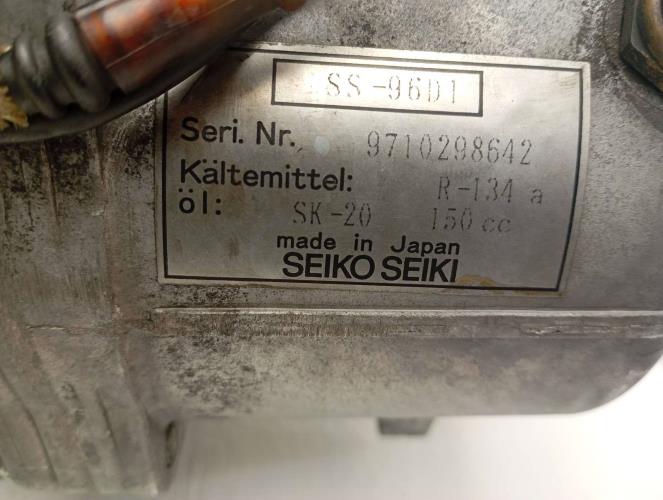 SS-96D1
Seri. Nr. 9710298642
Kältemittel: R-134 a
öl: SK-20 150 cc
made in Japan
SEIKO SEIKI